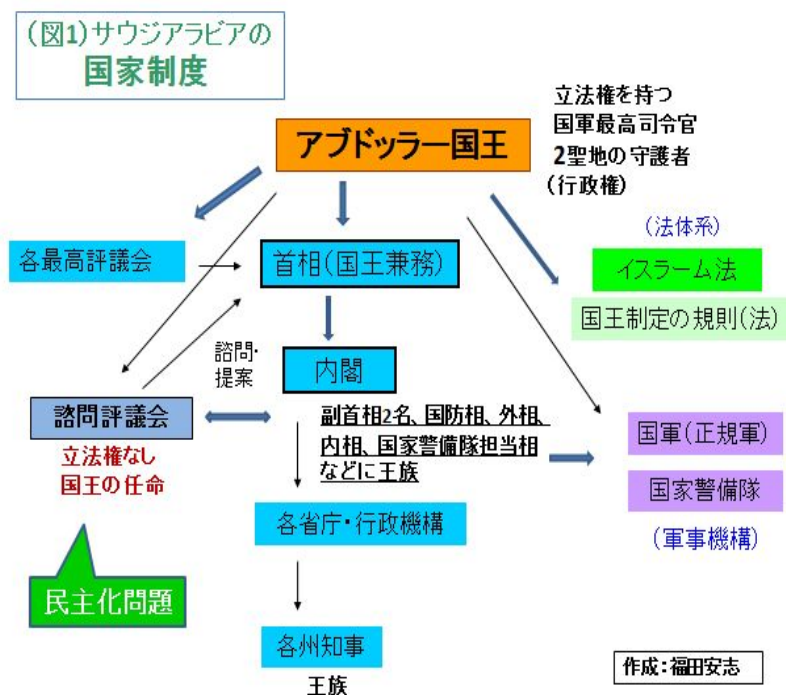 (図1)サウジアラビアの
国家制度
アブドッラー国王
立法権を持つ
国軍最高司令官
2聖地の守護者
(行政権)
各最高評議会
首相(国王兼務)
(法体系)
イスラーム法
国王制定の規則(法)
諮問・
提案
内閣
諮問評議会
立法権なし
国王の任命
副首相2名、国防相、外相、
内相、国家警備隊担当相
などに王族
国軍(正規軍)
国家警備隊
(軍事機構)
各省庁・行政機構
民主化問題
各州知事
王族
作成:福田安志